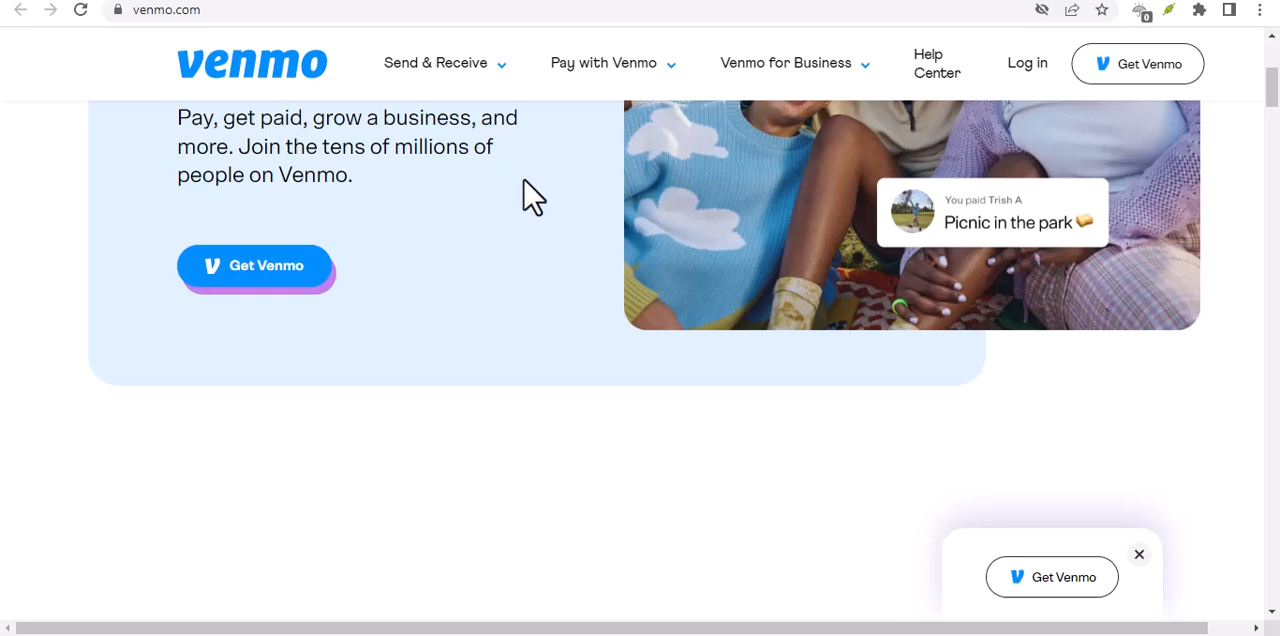 venmo.com
0
venmo
Send & Receive
Pay with Venmo
Venmo for Business
Help
Center
Log in
Get Venmo
Pay, get paid, grow a business, and
more. Join the tens of millions of
people on Venmo.
Get Venmo
You paid Trish A
Picnic in the park
Get Venmo